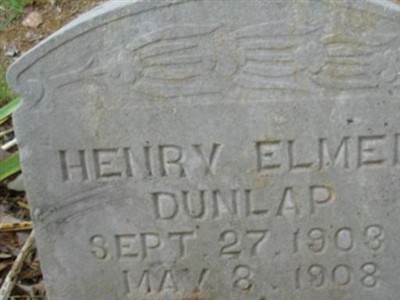 HENRY ELMER
DUNLAP
SEPT. 27. 1903
MAY. 8. 1908